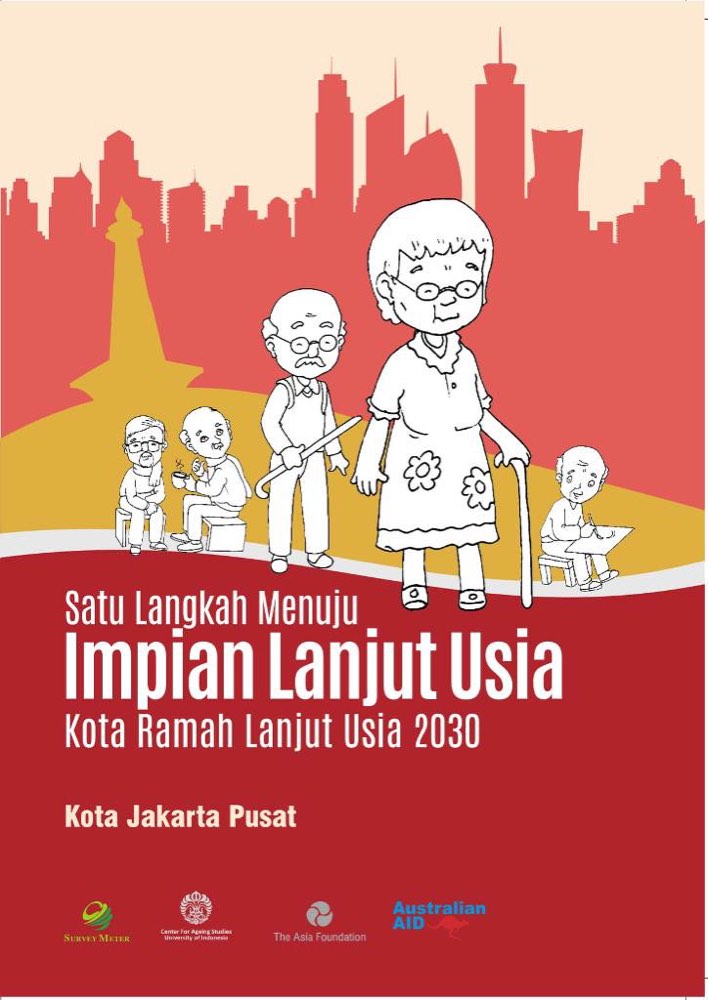 Satu Langkah Menuju
Impian Lanjut Usia
Kota Ramah Lanjut Usia 2030
Kota Jakarta Pusat
SURVEY METER
Center For Ageing Studies
University of Indonesia
The Asia Foundation
Australian
AID